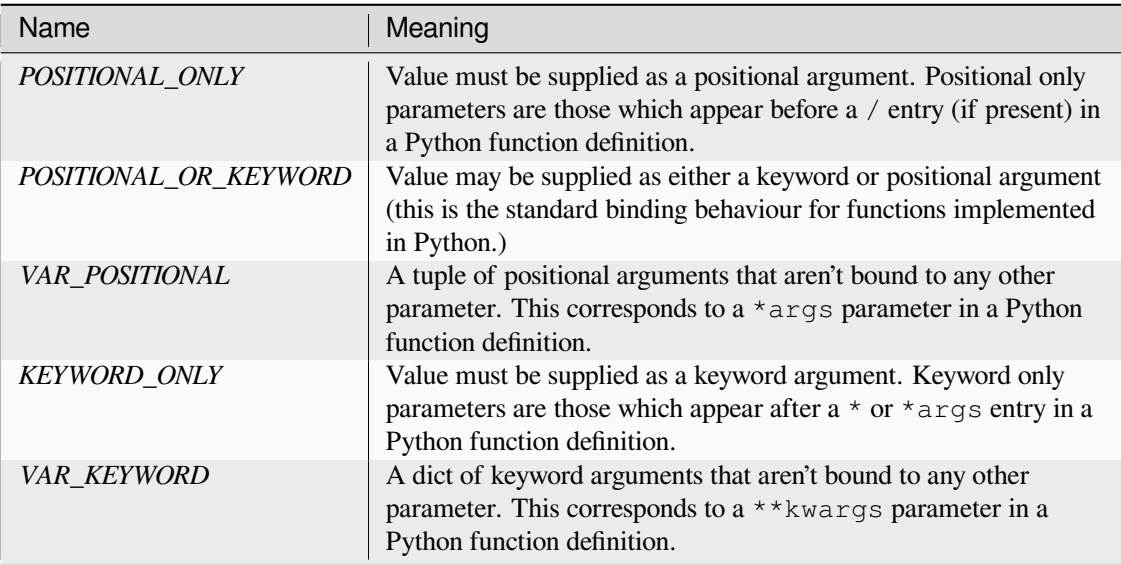 Name Meaning
POSITIONAL_ONLY Value must be supplied as a positional argument. Positional only
parameters are those which appear before a / entry (if present) in
a Python function definition.
POSITIONAL_OR_KEYWORD Value may be supplied as either a keyword or positional argument
(this is the standard binding behaviour for functions implemented
in Python.)
VAR_POSITIONAL A tuple of positional arguments that aren’t bound to any other
parameter. This corresponds to a *args parameter in a Python
function definition.
KEYWORD_ONLY Value must be supplied as a keyword argument. Keyword only
parameters are those which appear after a * or *args entry in a
Python function definition.
VAR_KEYWORD A dict of keyword arguments that aren’t bound to any other
parameter. This corresponds to a **kwargs parameter in a
Python function definition.